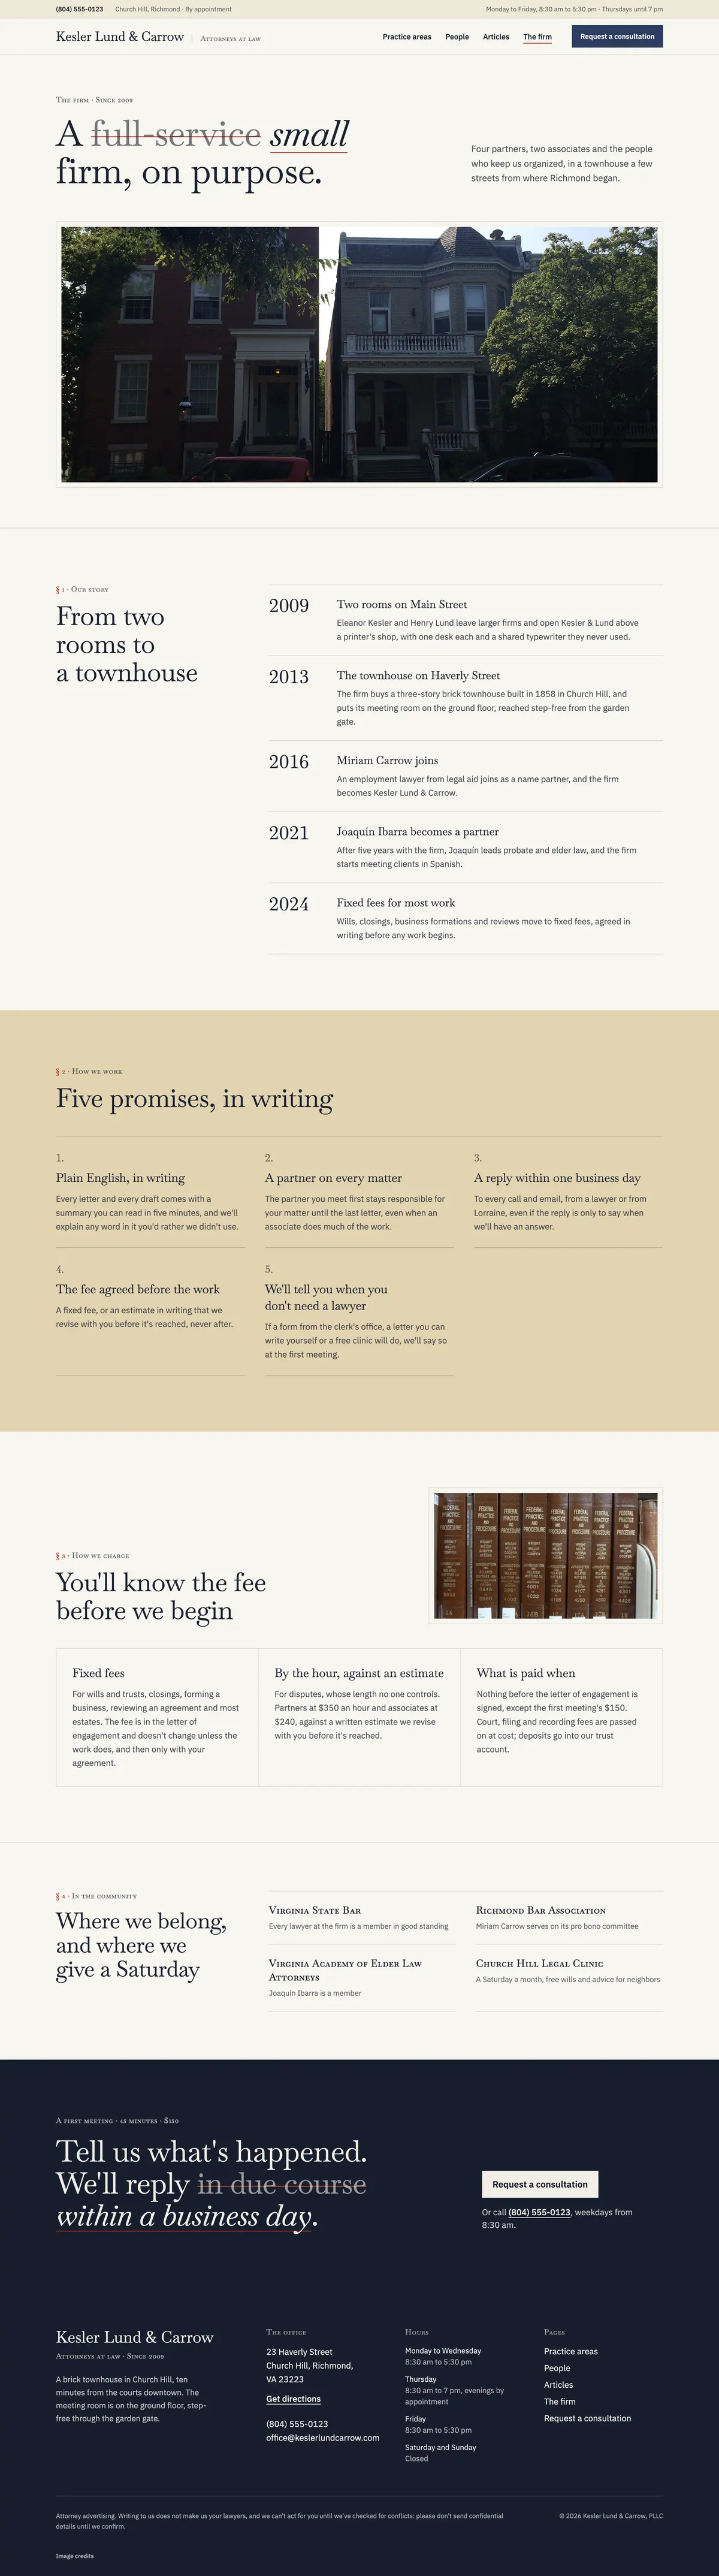 (804) 555-0123 Church Hill, Richmond · By appointment Monday to Friday, 8:30 am to 5:30 pm · Thursdays until 7 pm
Kesler Lund & Carrow Attorneys at law Practice areas People Articles The firm Request a consultation
The firm · Since 2009
A full-service small
firm, on purpose.
Four partners, two associates and the people
who keep us organized, in a townhouse a few
streets from where Richmond began.
§ 1 · Our story
From two
rooms to
a townhouse
2009 Two rooms on Main Street
Eleanor Kesler and Henry Lund leave larger firms and open Kesler & Lund above
a printer's shop, with one desk each and a shared typewriter they never used.
2013 The townhouse on Haverly Street
The firm buys a three-story brick townhouse built in 1858 in Church Hill, and
puts its meeting room on the ground floor, reached step-free from the garden
gate.
2016 Miriam Carrow joins
An employment lawyer from legal aid joins as a name partner, and the firm
becomes Kesler Lund & Carrow.
2021 Joaquín Ibarra becomes a partner
After five years with the firm, Joaquín leads probate and elder law, and the firm
starts meeting clients in Spanish.
2024 Fixed fees for most work
Wills, closings, business formations and reviews move to fixed fees, agreed in
writing before any work begins.
§ 2 · How we work
Five promises, in writing
1.
Plain English, in writing
Every letter and every draft comes with a
summary you can read in five minutes, and we'll
explain any word in it you'd rather we didn't use.
2.
A partner on every matter
The partner you meet first stays responsible for
your matter until the last letter, even when an
associate does much of the work.
3.
A reply within one business day
To every call and email, from a lawyer or from
Lorraine, even if the reply is only to say when
we'll have an answer.
4.
The fee agreed before the work
A fixed fee, or an estimate in writing that we
revise with you before it's reached, never after.
5.
We'll tell you when you
don't need a lawyer
If a form from the clerk's office, a letter you can
write yourself or a free clinic will do, we'll say so
at the first meeting.
§ 3 · How we charge
You'll know the fee
before we begin
FEDERAL PRACTICE AND PROCEDURE
Fixed fees
For wills and trusts, closings, forming a
business, reviewing an agreement and most
estates. The fee is in the letter of
engagement and doesn't change unless the
work does, and then only with your
agreement.
By the hour, against an estimate
For disputes, whose length no one controls.
Partners at $350 an hour and associates at
$240, against a written estimate we revise
with you before it's reached.
What is paid when
Nothing before the letter of engagement is
signed, except the first meeting's $150.
Court, filing and recording fees are passed
on at cost; deposits go into our trust
account.
§ 4 · In the community
Where we belong,
and where we
give a Saturday
Virginia State Bar
Every lawyer at the firm is a member in good standing
Richmond Bar Association
Miriam Carrow serves on its pro bono committee
Virginia Academy of Elder Law
Attorneys
Joaquín Ibarra is a member
Church Hill Legal Clinic
A Saturday a month, free wills and advice for neighbors
A first meeting · 45 minutes · $150
Tell us what's happened.
We'll reply in due course
within a business day.
Request a consultation
Or call (804) 555-0123, weekdays from
8:30 am.
Kesler Lund & Carrow
Attorneys at law · Since 2009
A brick townhouse in Church Hill, ten
minutes from the courts downtown. The
meeting room is on the ground floor, step-
free through the garden gate.
The office
23 Haverly Street
Church Hill, Richmond,
VA 23223
Get directions
(804) 555-0123
office@keslerlundcarrow.com
Hours
Monday to Wednesday
8:30 am to 5:30 pm
Thursday
8:30 am to 7 pm, evenings by
appointment
Friday
8:30 am to 5:30 pm
Saturday and Sunday
Closed
Pages
Practice areas
People
Articles
The firm
Request a consultation
Attorney advertising. Writing to us does not make us your lawyers, and we can't act for you until we've checked for conflicts: please don't send confidential
details until we confirm.
© 2026 Kesler Lund & Carrow, PLLC
Image credits